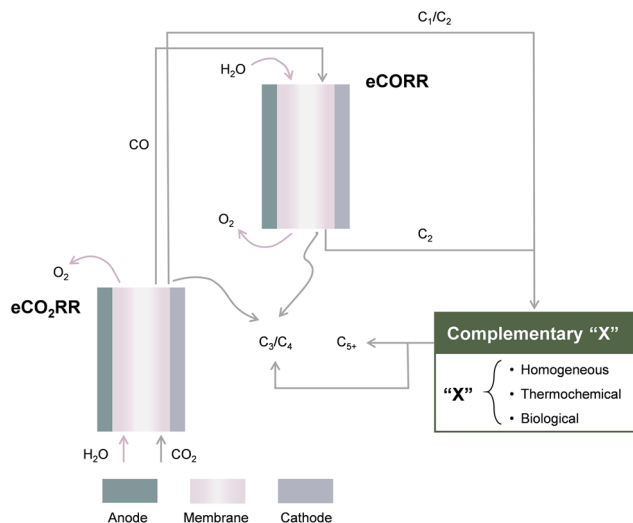 C₁/C₂
H₂O
eCORR
CO
O₂
C₂
O₂
eCO₂RR
C₃/C₄
C₅₊
Complementary “X”
“X”
• Homogeneous
• Thermochemical
• Biological
H₂O
CO₂
Anode
Membrane
Cathode